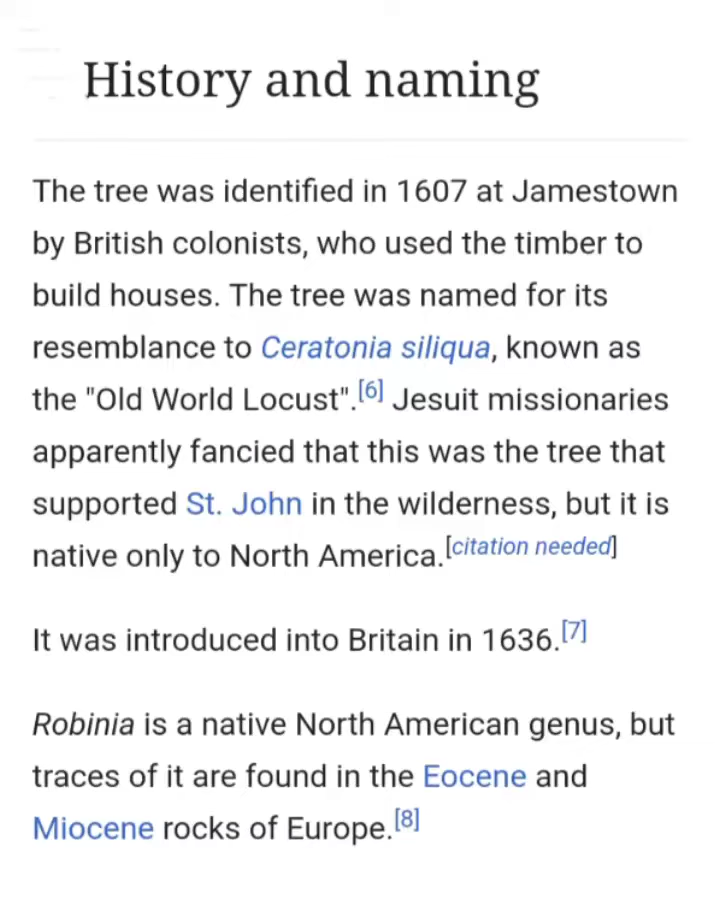 History and naming
The tree was identified in 1607 at Jamestown
by British colonists, who used the timber to
build houses. The tree was named for its
resemblance to Ceratonia siliqua, known as
the "Old World Locust".[6] Jesuit missionaries
apparently fancied that this was the tree that
supported St. John in the wilderness, but it is
native only to North America.[citation needed]
It was introduced into Britain in 1636.[7]
Robinia is a native North American genus, but
traces of it are found in the Eocene and
Miocene rocks of Europe.[8]